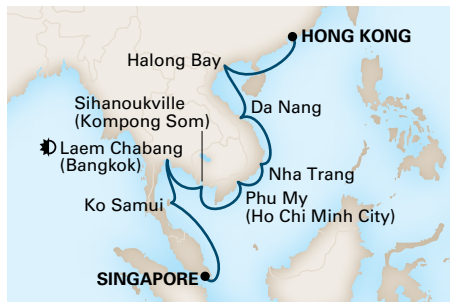 HONG KONG
Halong Bay
Sihanoukville
(Kompong Som)
Da Nang
Laem Chabang
(Bangkok)
Nha Trang
Ko Samui
Phu My
(Ho Chi Minh City)
SINGAPORE